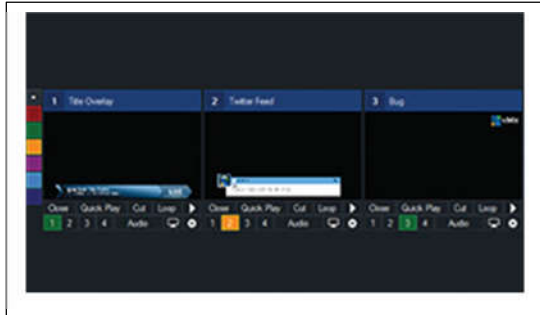 1 Title Overlay
2 Twitter Feed
3 Bug
Close Quick Play Cut Loop
1 2 3 4 Audio
Close Quick Play Cut Loop
1 2 3 4 Audio
Close Quick Play Cut Loop
1 2 3 4 Audio